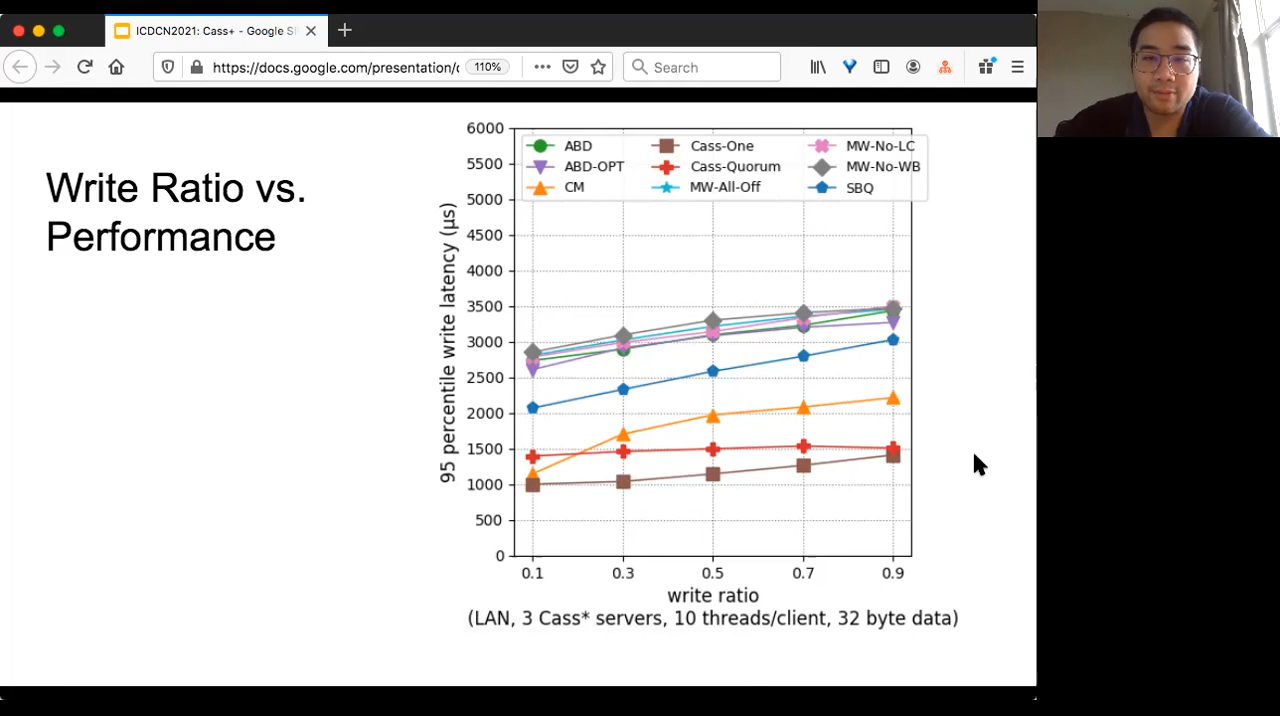 ICDCN2021: Cass+ - Google Sl
https://docs.google.com/presentation/
110%
Search
Write Ratio vs.
Performance
6000
5500
5000
4500
4000
3500
3000
2500
2000
1500
1000
500
0
95 percentile write latency (µs)
ABD
ABD-OPT
CM
Cass-One
Cass-Quorum
MW-All-Off
MW-No-LC
MW-No-WB
SBQ
0.1 0.3 0.5 0.7 0.9
write ratio
(LAN, 3 Cass* servers, 10 threads/client, 32 byte data)